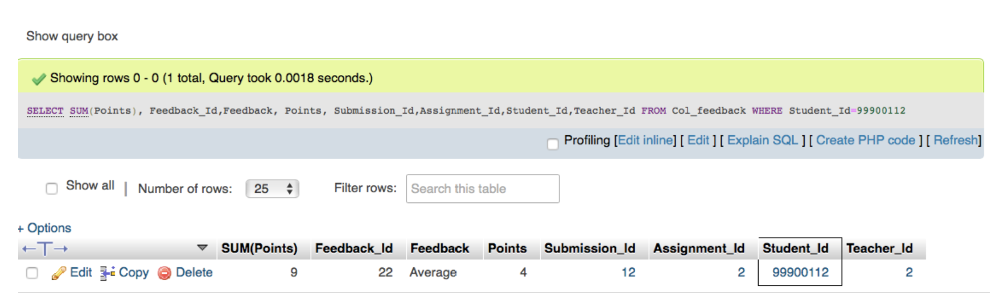 Show query box
Showing rows 0 - 0 (1 total, Query took 0.0018 seconds.)
SELECT SUM(Points), Feedback_Id,Feedback, Points, Submission_Id,Assignment_Id,Student_Id,Teacher_Id FROM Col_feedback WHERE Student_Id=99900112
Profiling [Edit inline] [ Edit ] [ Explain SQL ] [ Create PHP code ] [ Refresh]
Show all | Number of rows: 25 Filter rows: Search this table
+ Options
←T→ SUM(Points) Feedback_Id Feedback Points Submission_Id Assignment_Id Student_Id Teacher_Id
Edit Copy Delete 9 22 Average 4 12 2 99900112 2